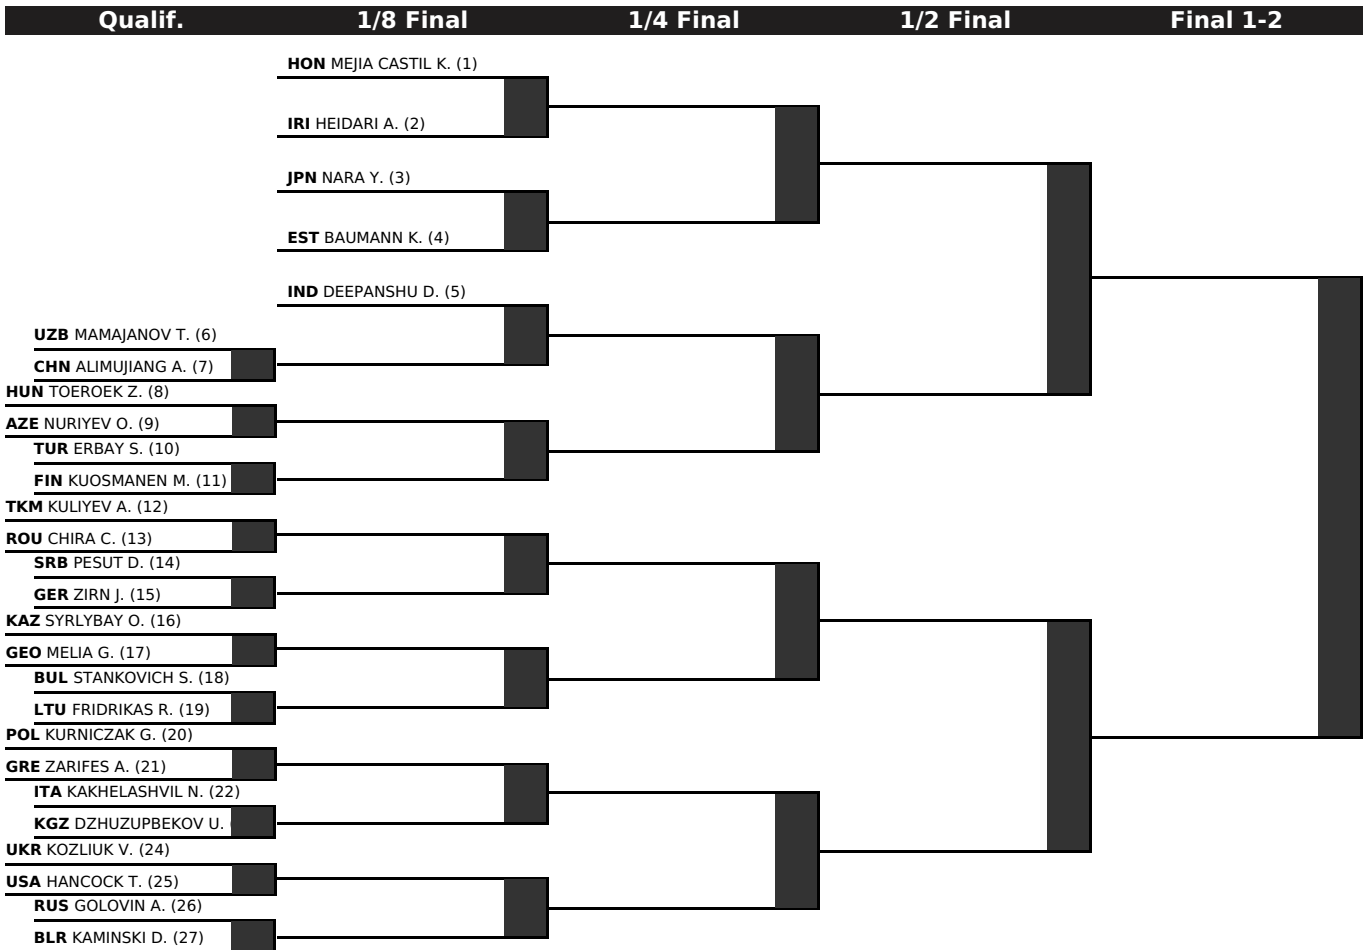 Qualif. 1/8 Final 1/4 Final 1/2 Final Final 1-2
HON MEJIA CASTIL K. (1)
IRI HEIDARI A. (2)
JPN NARA Y. (3)
EST BAUMANN K. (4)
IND DEEPANSHU D. (5)
UZB MAMAJANOV T. (6)
CHN ALIMUJIANG A. (7)
HUN TOEROEK Z. (8)
AZE NURIYEV O. (9)
TUR ERBAY S. (10)
FIN KUOSMANEN M. (11)
TKM KULIYEV A. (12)
ROU CHIRA C. (13)
SRB PESUT D. (14)
GER ZIRN J. (15)
KAZ SYRLYBAY O. (16)
GEO MELIA G. (17)
BUL STANKOVICH S. (18)
LTU FRIDRIKAS R. (19)
POL KURNICZAK G. (20)
GRE ZARIFES A. (21)
ITA KAKHELASHVIL N. (22)
KGZ DZHUZUPBEKOV U.
UKR KOZLIUK V. (24)
USA HANCOCK T. (25)
RUS GOLOVIN A. (26)
BLR KAMINSKI D. (27)